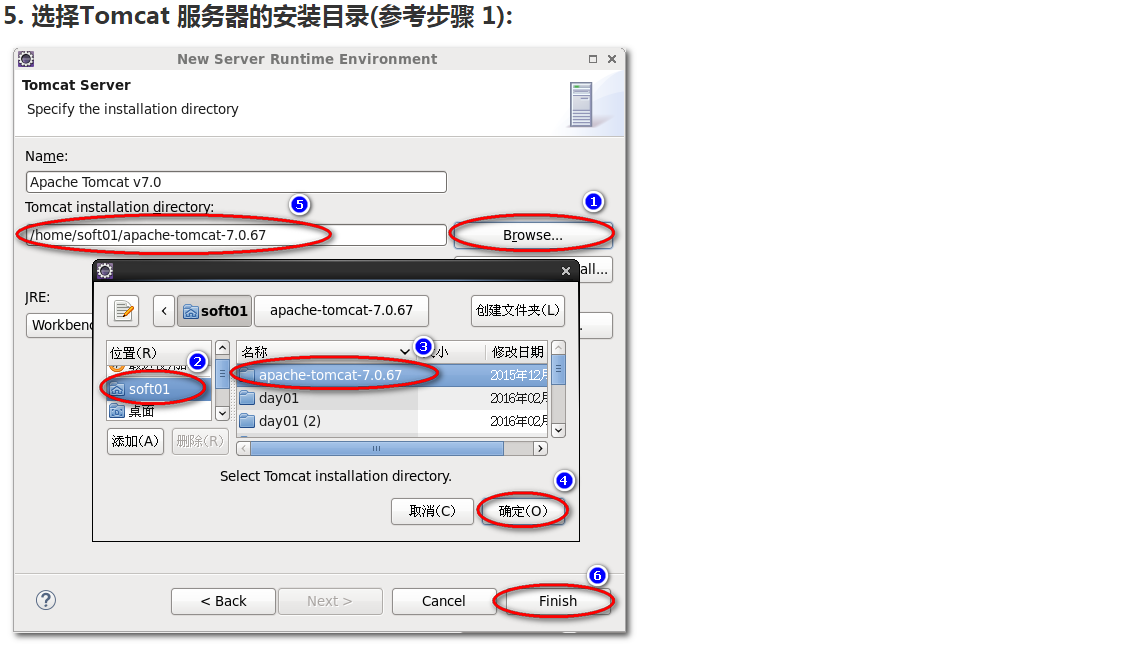 5. 选择Tomcat 服务器的安装目录(参考步骤 1):
New Server Runtime Environment
Tomcat Server
Specify the installation directory
Name:
Apache Tomcat v7.0
Tomcat installation directory:
5
1
/home/soft01/apache-tomcat-7.0.67
Browse...
all...
JRE:
Workben
soft01
apache-tomcat-7.0.67
创建文件夹(L)
位置(R)
2
名称
3
小
修改日期
soft01
apache-tomcat-7.0.67
2015年12月
桌面
day01
2016年02月
day01 (2)
2016年02月
添加(A)
删除(R)
Select Tomcat installation directory.
4
取消(C)
确定(O)
6
< Back
Next >
Cancel
Finish